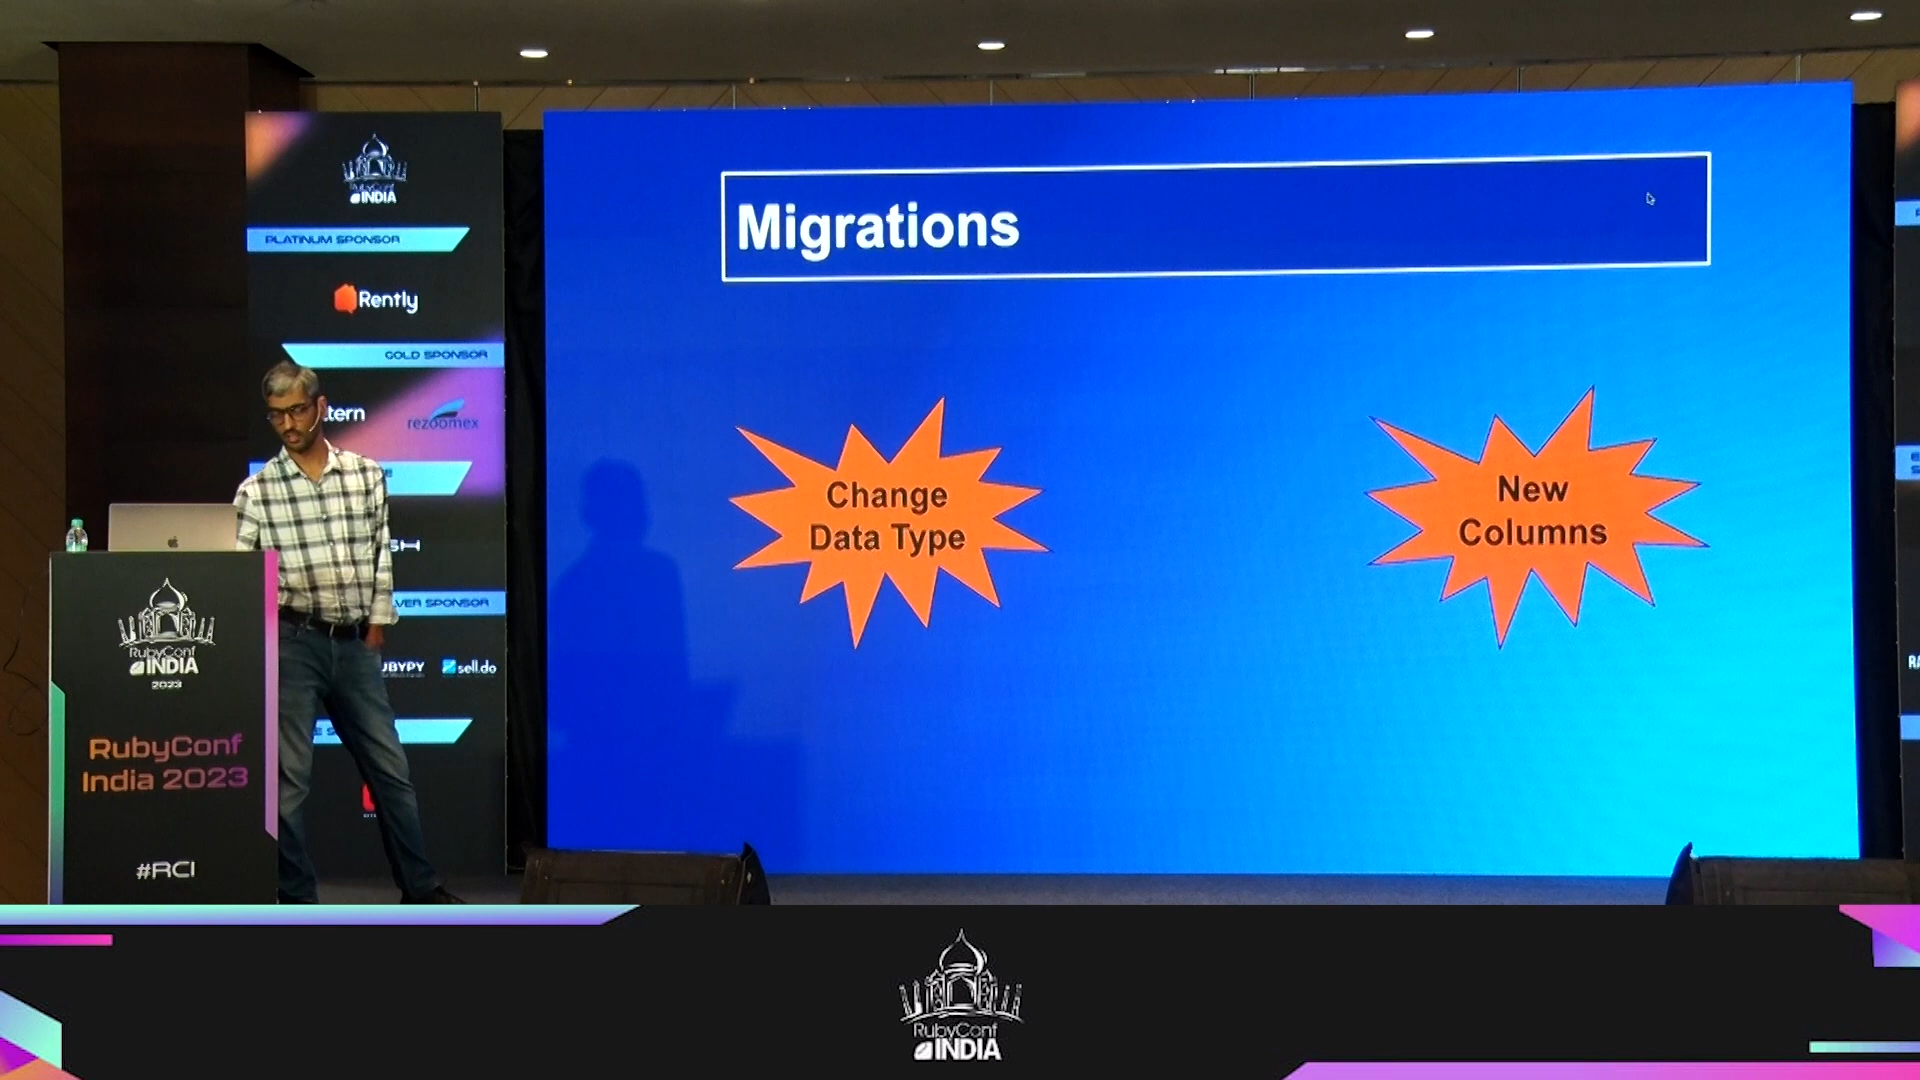 RubyConf
INDIA
PLATINUM SPONSOR
Rently
GOLD SPONSOR
rezoomex
SPONSOR
sell.do
RubyConf
INDIA
2023
RubyConf
India 2023
#RCI
Migrations
Change
Data Type
New
Columns
RubyConf
INDIA